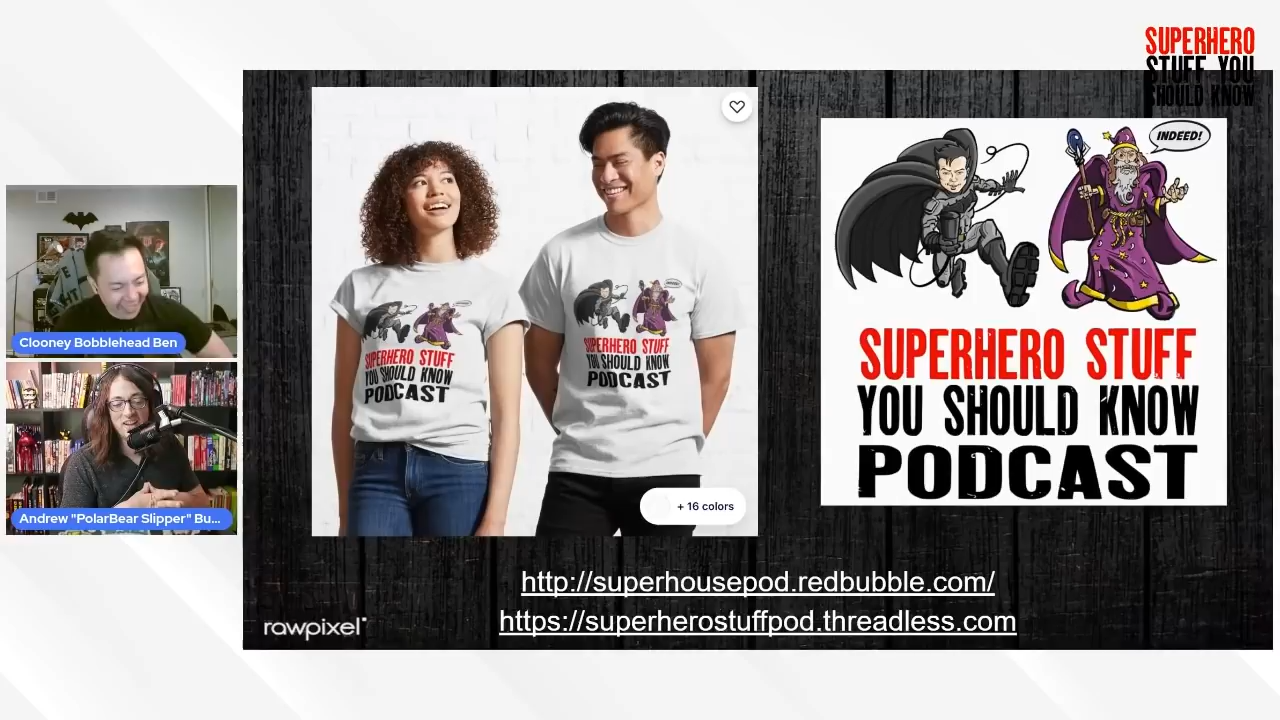 SUPERHERO
STUFF YOU
SHOULD KNOW
INDEED!
SUPERHERO STUFF
YOU SHOULD KNOW
PODCAST
SUPERHERO STUFF
YOU SHOULD KNOW
PODCAST
SUPERHERO STUFF
YOU SHOULD KNOW
PODCAST
+ 16 colors
Clooney Bobblehead Ben
Andrew "PolarBear Slipper" Bu...
http://superhousepod.redbubble.com/
https://superherostuffpod.threadless.com
rawpixel